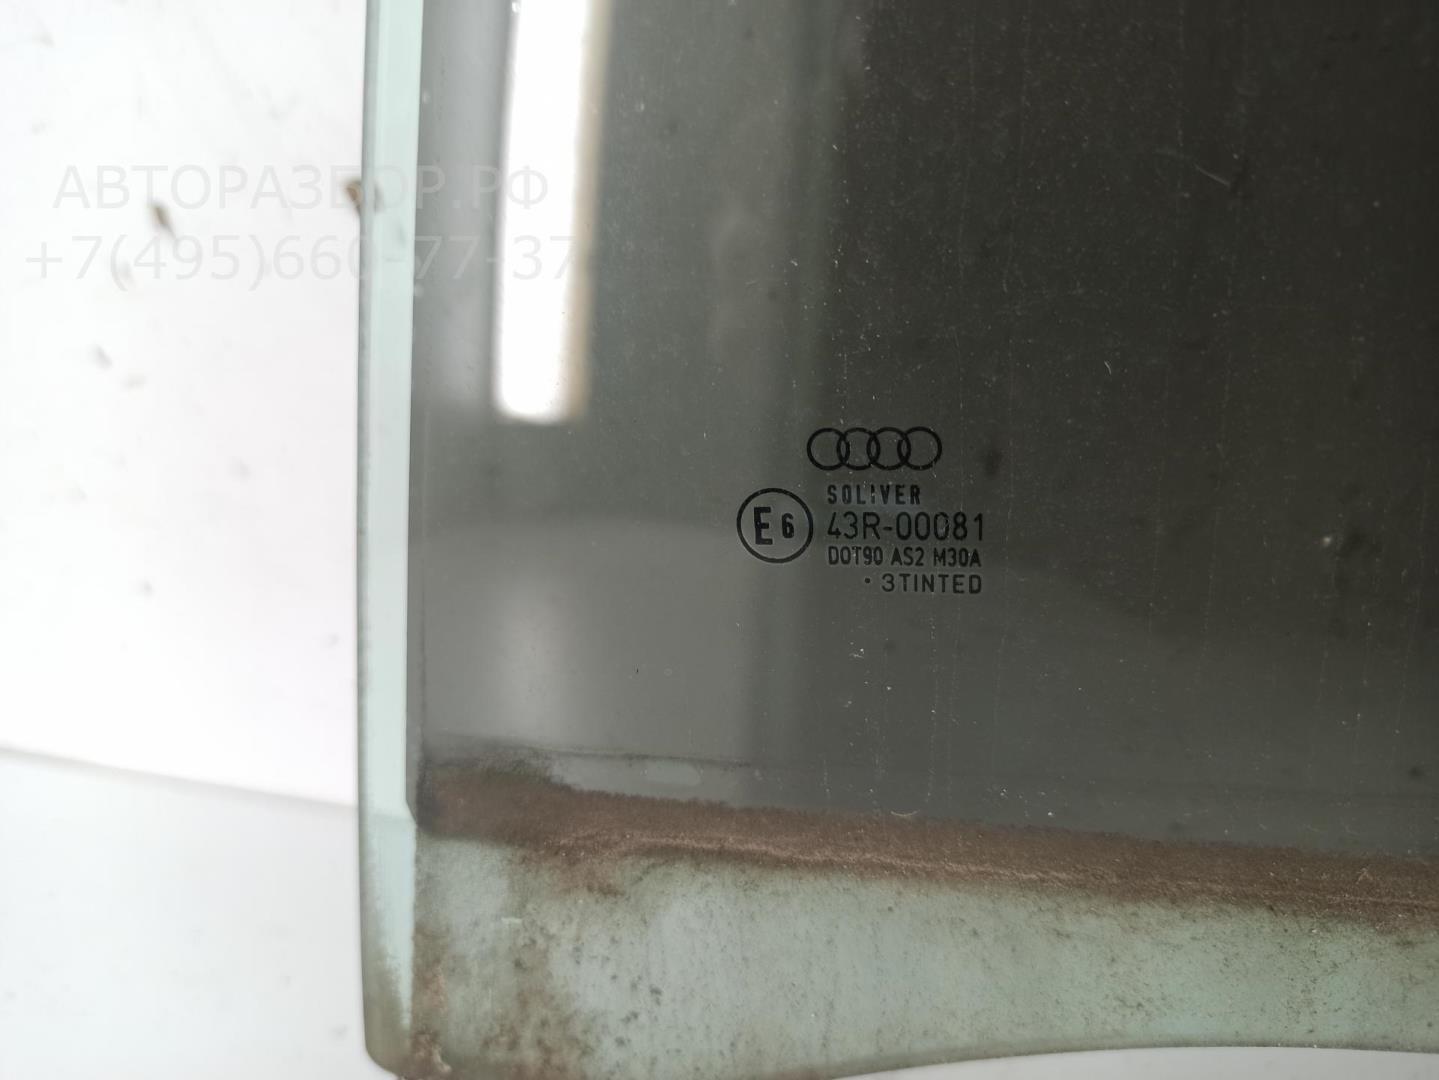 АВТОРАЗБОР.РФ
+7(495)660-77-37
SOLIVER
E6 43R-00081
DOT90 AS2 M30A
· 3TINTED